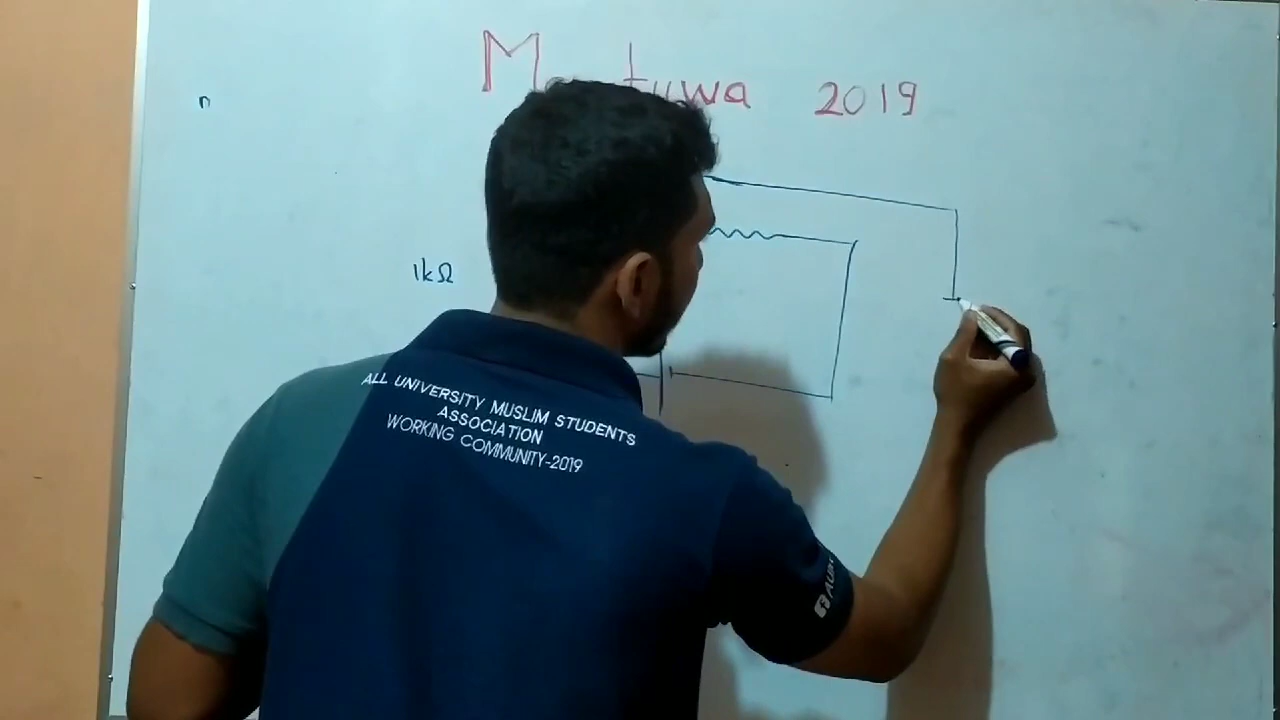 2019
n
1kΩ
ALL UNIVERSITY MUSLIM STUDENTS
ASSOCIATION
WORKING COMMUNITY-2019